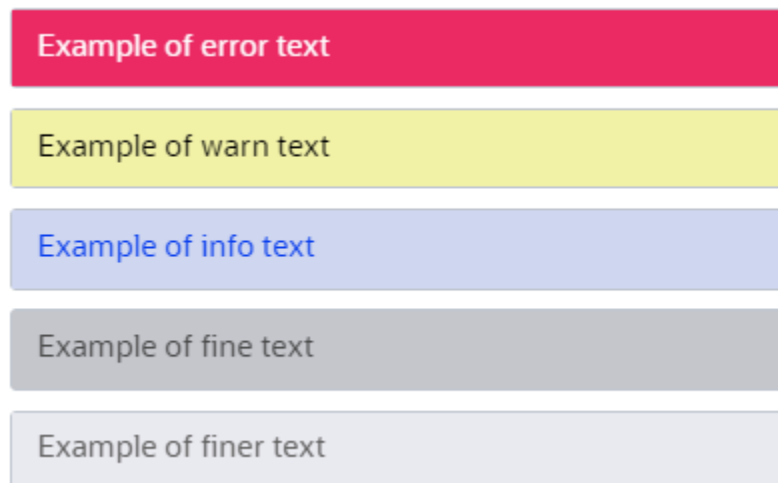 Example of error text
Example of warn text
Example of info text
Example of fine text
Example of finer text